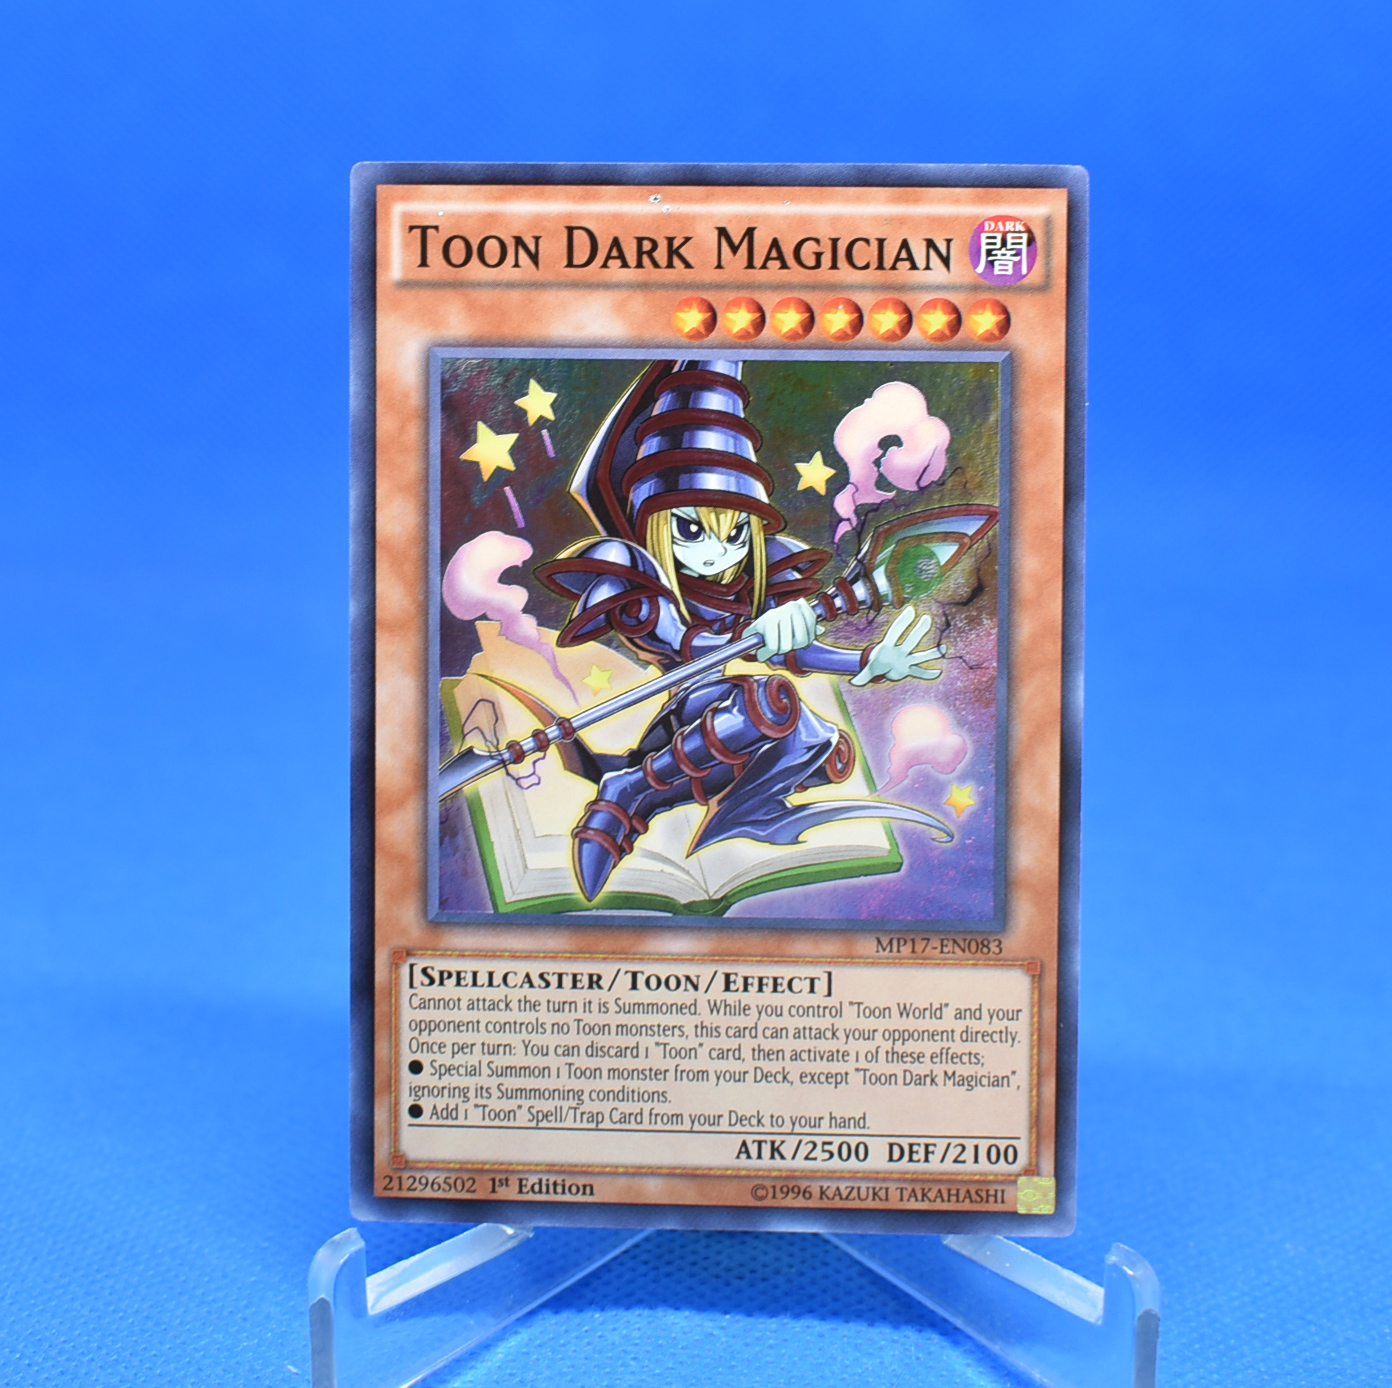 TOON DARK MAGICIAN
DARK
闇
MP17-EN083
[SPELLCASTER/TOON/EFFECT]
Cannot attack the turn it is Summoned. While you control "Toon World" and your
opponent controls no Toon monsters, this card can attack your opponent directly.
Once per turn: You can discard 1 "Toon" card, then activate 1 of these effects;
● Special Summon 1 Toon monster from your Deck, except "Toon Dark Magician",
ignoring its Summoning conditions.
● Add 1 "Toon" Spell/Trap Card from your Deck to your hand.
ATK/2500 DEF/2100
21296502 1st Edition
©1996 KAZUKI TAKAHASHI